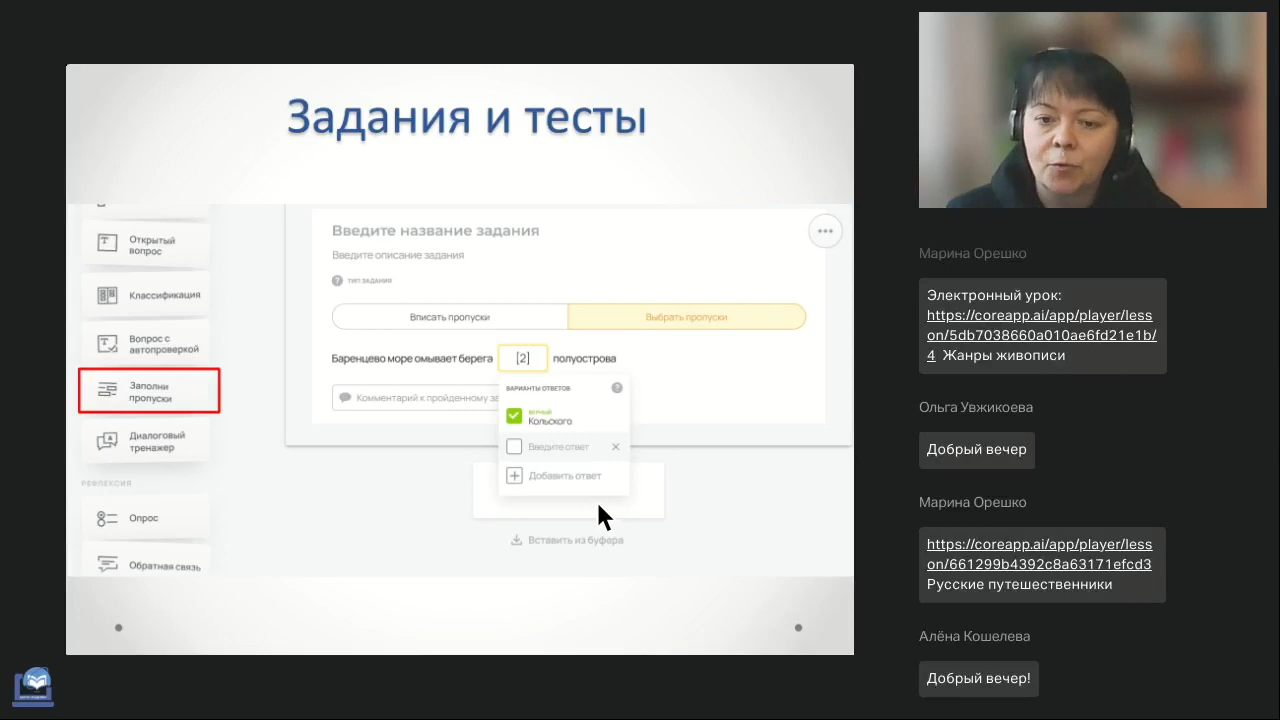 Задания и тесты
Открытый
вопрос
Классификация
Вопрос с
автопроверкой
Заполни
пропуски
Диалоговый
тренажер
РЕФЛЕКСИЯ
Опрос
Обратная связь
Введите название задания
Введите описание задания
? ТИП ЗАДАНИЯ
Вписать пропуски
Выбрать пропуски
Баренцево море омывает берега [2] полуострова
Комментарий к пройденному за
ВАРИАНТЫ ОТВЕТОВ ?
ВЕРНЫЙ
Кольского
Введите ответ
Добавить ответ
Вставить из буфера
Марина Орешко
Электронный урок:
https://coreapp.ai/app/player/less
on/5db7038660a010ae6fd21e1b/
4 Жанры живописи
Ольга Увжикоева
Добрый вечер
Марина Орешко
https://coreapp.ai/app/player/less
on/661299b4392c8a63171efcd3
Русские путешественники
Алёна Кошелева
Добрый вечер!